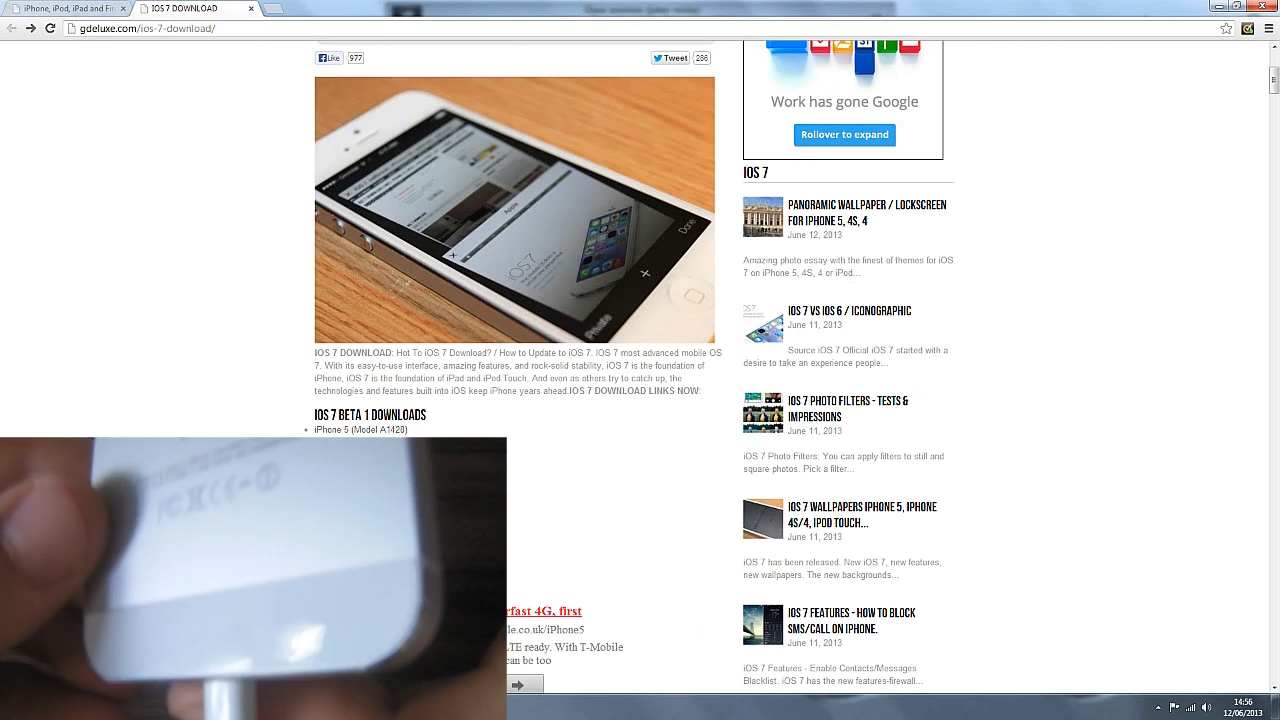 iPhone, iPod, iPad and Fi
IOS 7 DOWNLOAD
gdeluxe.com/ios-7-download/
Like 977
Tweet 286
Apple
Done
iOS 7
Private
IOS 7 DOWNLOAD: Hot To iOS 7 Download? / How to Update to iOS 7. IOS 7 most advanced mobile OS
7. With its easy-to-use interface, amazing features, and rock-solid stability, iOS 7 is the foundation of
iPhone, iOS 7 is the foundation of iPad and iPod Touch. And even as others try to catch up, the
technologies and features built into iOS keep iPhone years ahead.IOS 7 DOWNLOAD LINKS NOW:
IOS 7 BETA 1 DOWNLOADS
iPhone 5 (Model A1428)
rfast 4G, first
le.co.uk/iPhone5
LTE ready. With T-Mobile
can be too
Work has gone Google
Rollover to expand
IOS 7
PANORAMIC WALLPAPER / LOCKSCREEN
FOR IPHONE 5, 4S, 4
June 12, 2013
Amazing photo essay with the finest of themes for iOS
7 on iPhone 5, 4S, 4 or iPod...
IOS 7 VS IOS 6 / ICONOGRAPHIC
June 11, 2013
Source iOS 7 Official iOS 7 started with a
desire to take an experience people...
IOS 7 PHOTO FILTERS - TESTS &
IMPRESSIONS
June 11, 2013
iOS 7 Photo Filters: You can apply filters to still and
square photos. Pick a filter...
IOS 7 WALLPAPERS IPHONE 5, IPHONE
4S/4, IPOD TOUCH...
June 11, 2013
iOS 7 has been released. New iOS 7, new features,
new wallpapers. The new backgrounds...
IOS 7 FEATURES - HOW TO BLOCK
SMS/CALL ON IPHONE.
June 11, 2013
iOS 7 Features - Enable Contacts/Messages
Blacklist. iOS 7 has the new features-firewall...
14:56
12/06/2013